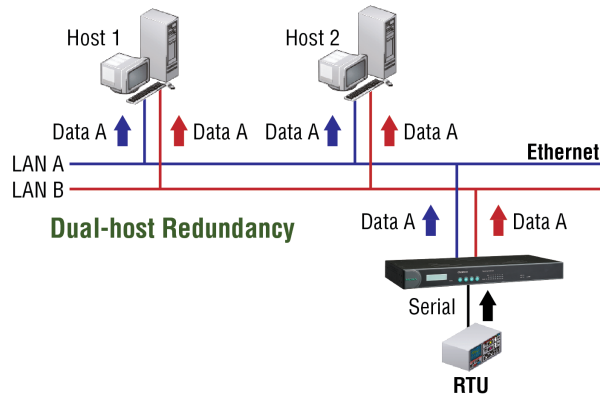 Host 1
Host 2
Data A
Data A
Data A
Data A
Ethernet
LAN A
LAN B
Dual-host Redundancy
Data A
Data A
Serial
RTU